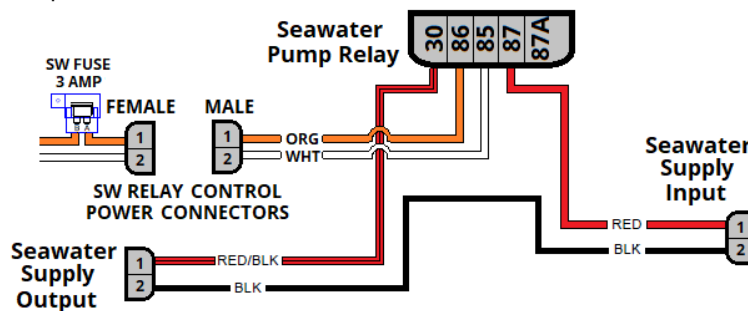 Seawater
Pump Relay
30 86 85 87 87A
SW FUSE
3 AMP
B A
FEMALE
MALE
1
2
1
2
ORG
WHT
SW RELAY CONTROL
POWER CONNECTORS
Seawater
Supply
Input
RED
BLK
1
2
Seawater
Supply
Output
1
2
RED/BLK
BLK